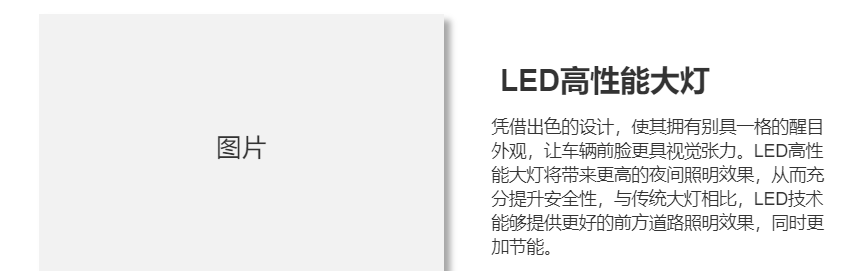 图片
LED高性能大灯
凭借出色的设计，使其拥有别具一格的醒目
外观，让车辆前脸更具视觉张力。LED高性
能大灯将带来更高的夜间照明效果，从而充
分提升安全性，与传统大灯相比，LED技术
能够提供更好的前方道路照明效果，同时更
加节能。